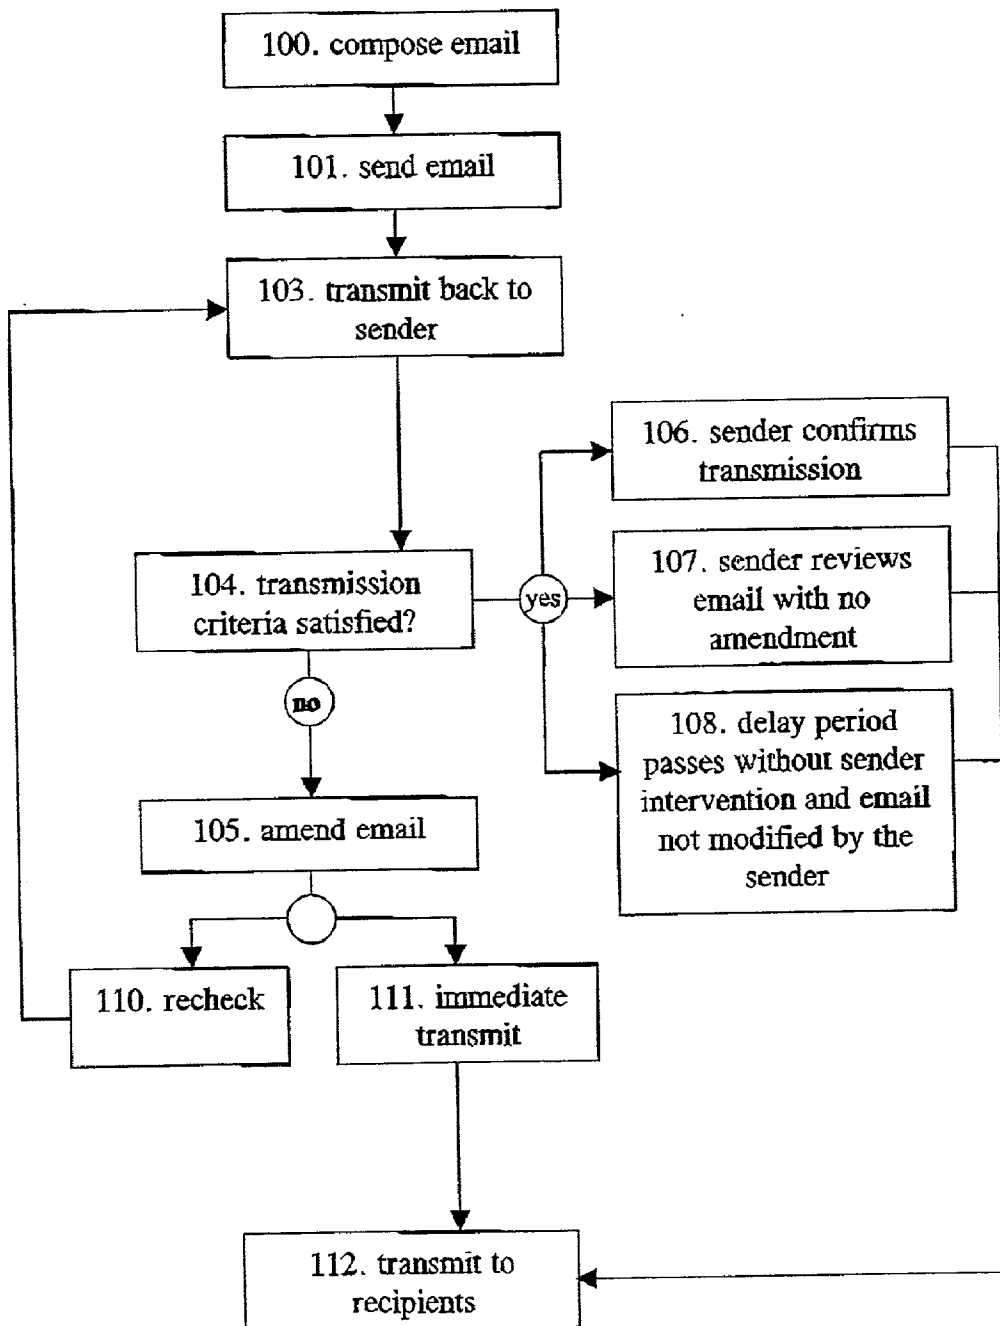 100. compose email
101. send email
103. transmit back to
sender
106. sender confirms
transmission
104. transmission
criteria satisfied?
yes
107. sender reviews
email with no
amendment
no
108. delay period
passes without sender
intervention and email
not modified by the
sender
105. amend email
110. recheck
111. immediate
transmit
112. transmit to
recipients